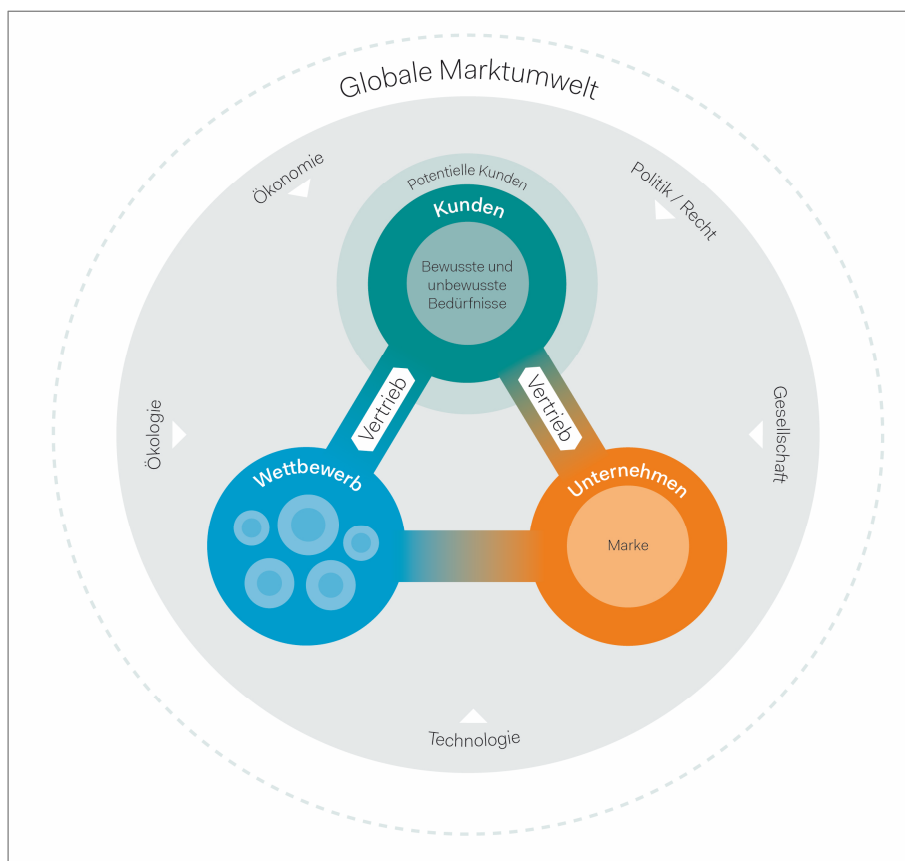 Globale Marktumwelt
Ökonomie
Politik / Recht
Potentielle Kunden
Kunden
Bewusste und
unbewusste
Bedürfnisse
Vertrieb
Vertrieb
Ökologie
Gesellschaft
Wettbewerb
Unternehmen
Marke
Technologie